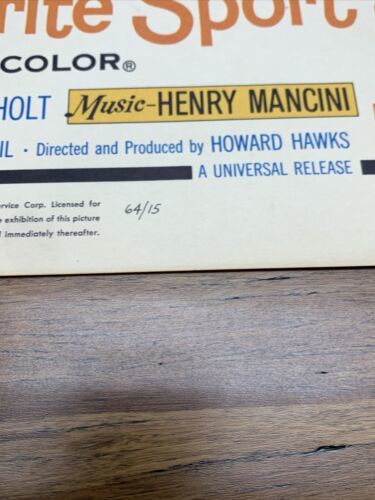 rite Sport
COLOR®
HOLT Music-HENRY MANCINI
IL • Directed and Produced by HOWARD HAWKS
A UNIVERSAL RELEASE
ervice Corp. Licensed for
e exhibition of this picture
immediately thereafter.
64/15